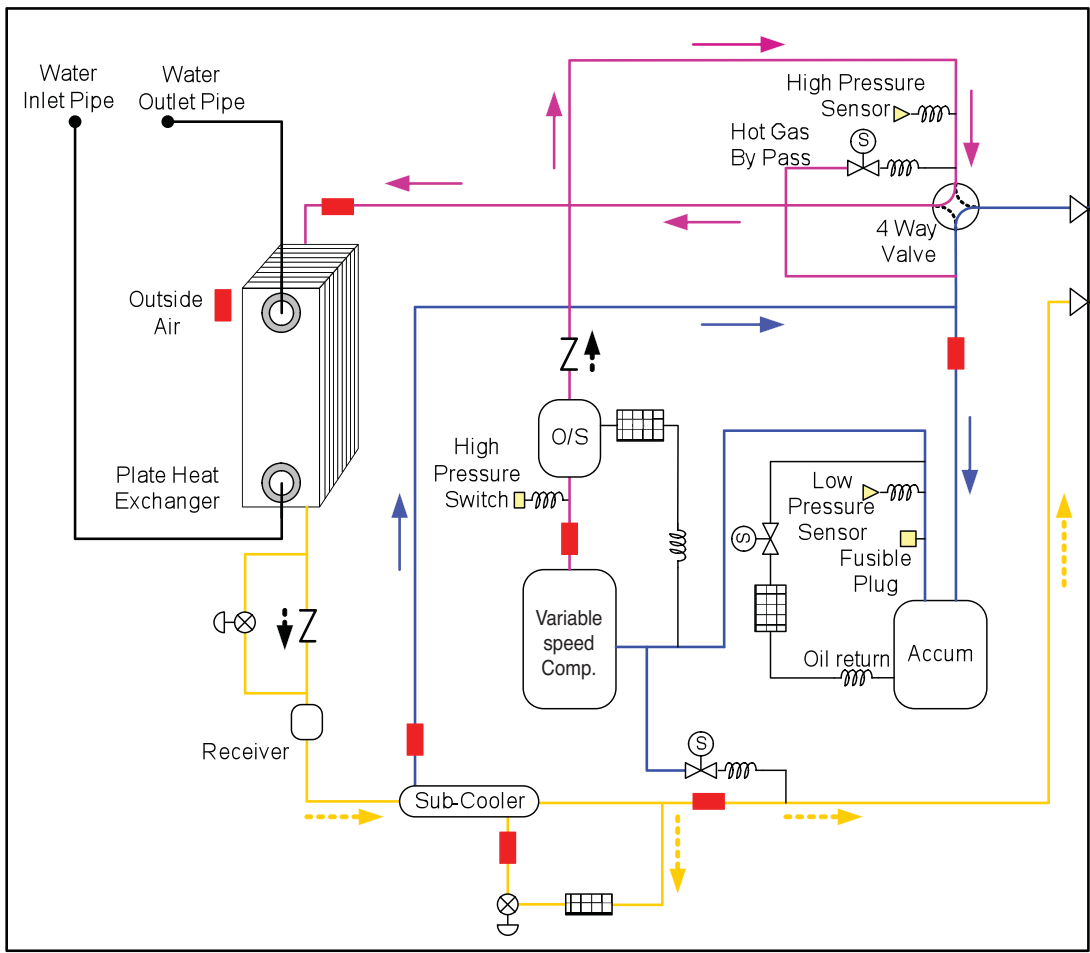 Water
Inlet Pipe
Water
Outlet Pipe
High Pressure
Sensor
Hot Gas
By Pass
S
4 Way
Valve
Outside
Air
O/S
High
Pressure
Switch
Plate Heat
Exchanger
Low
Pressure
Sensor
S
Fusible
Plug
Variable
speed
Comp.
Oil return
Accum
Receiver
S
Sub-Cooler